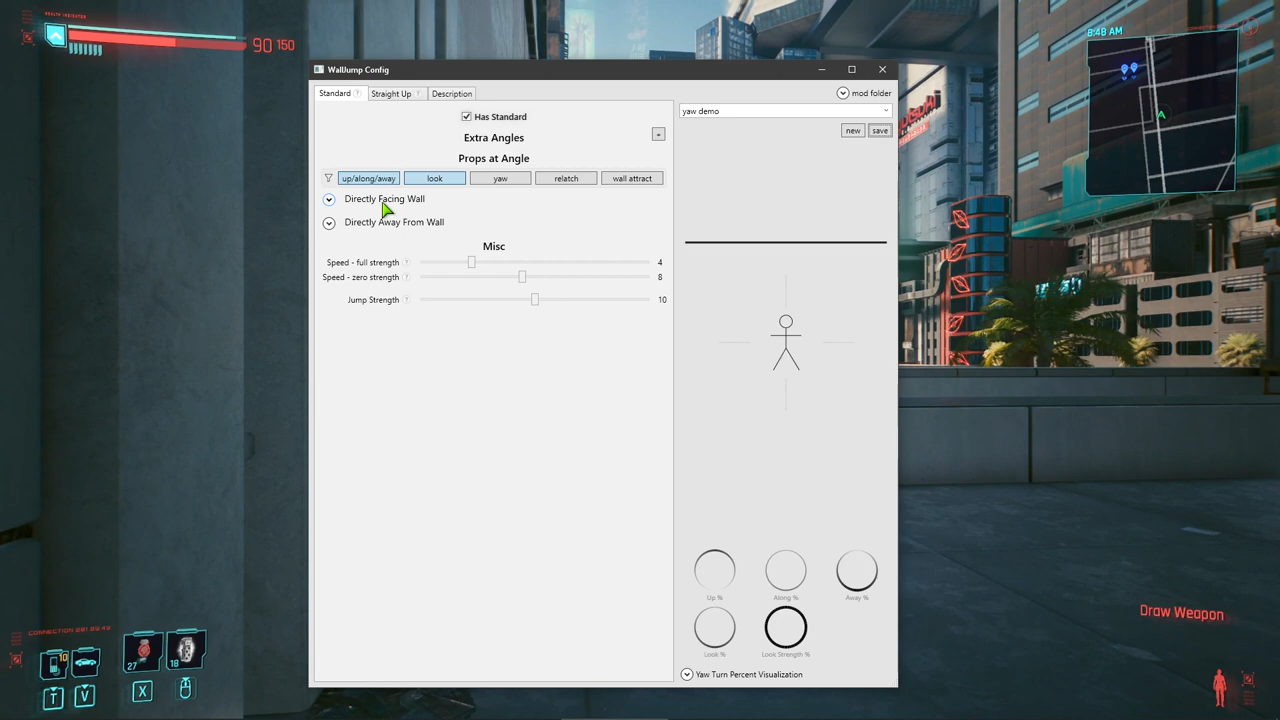 HEALTH INDICATED
90 150
8:48 AM
WallJump Config
Standard ?
Straight Up ?
Description
mod folder
Has Standard
yaw demo
new
save
Extra Angles
+
Props at Angle
up/along/away
look
yaw
relatch
wall attract
Directly Facing Wall
Directly Away From Wall
Misc
Speed - full strength ? 4
Speed - zero strength ? 8
Jump Strength ? 10
Up %
Along %
Away %
Look %
Look Strength %
Yaw Turn Percent Visualization
Draw Weapon
10
27
18
T
V
X